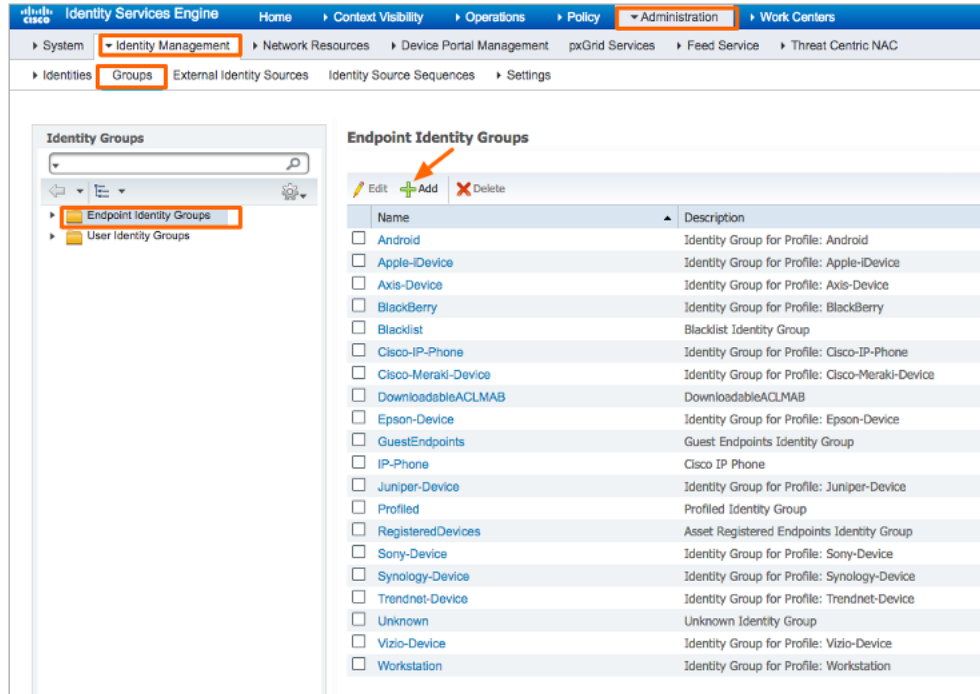 cisco Identity Services Engine Home Context Visibility Operations Policy Administration Work Centers
System Identity Management Network Resources Device Portal Management pxGrid Services Feed Service Threat Centric NAC
Identities Groups External Identity Sources Identity Source Sequences Settings
Identity Groups
Endpoint Identity Groups
User Identity Groups
Endpoint Identity Groups
Edit Add Delete
Name Description
Android Identity Group for Profile: Android
Apple-iDevice Identity Group for Profile: Apple-iDevice
Axis-Device Identity Group for Profile: Axis-Device
BlackBerry Identity Group for Profile: BlackBerry
Blacklist Blacklist Identity Group
Cisco-IP-Phone Identity Group for Profile: Cisco-IP-Phone
Cisco-Meraki-Device Identity Group for Profile: Cisco-Meraki-Device
DownloadableACLMAB DownloadableACLMAB
Epson-Device Identity Group for Profile: Epson-Device
GuestEndpoints Guest Endpoints Identity Group
IP-Phone Cisco IP Phone
Juniper-Device Identity Group for Profile: Juniper-Device
Profiled Profiled Identity Group
RegisteredDevices Asset Registered Endpoints Identity Group
Sony-Device Identity Group for Profile: Sony-Device
Synology-Device Identity Group for Profile: Synology-Device
Trendnet-Device Identity Group for Profile: Trendnet-Device
Unknown Unknown Identity Group
Vizio-Device Identity Group for Profile: Vizio-Device
Workstation Identity Group for Profile: Workstation